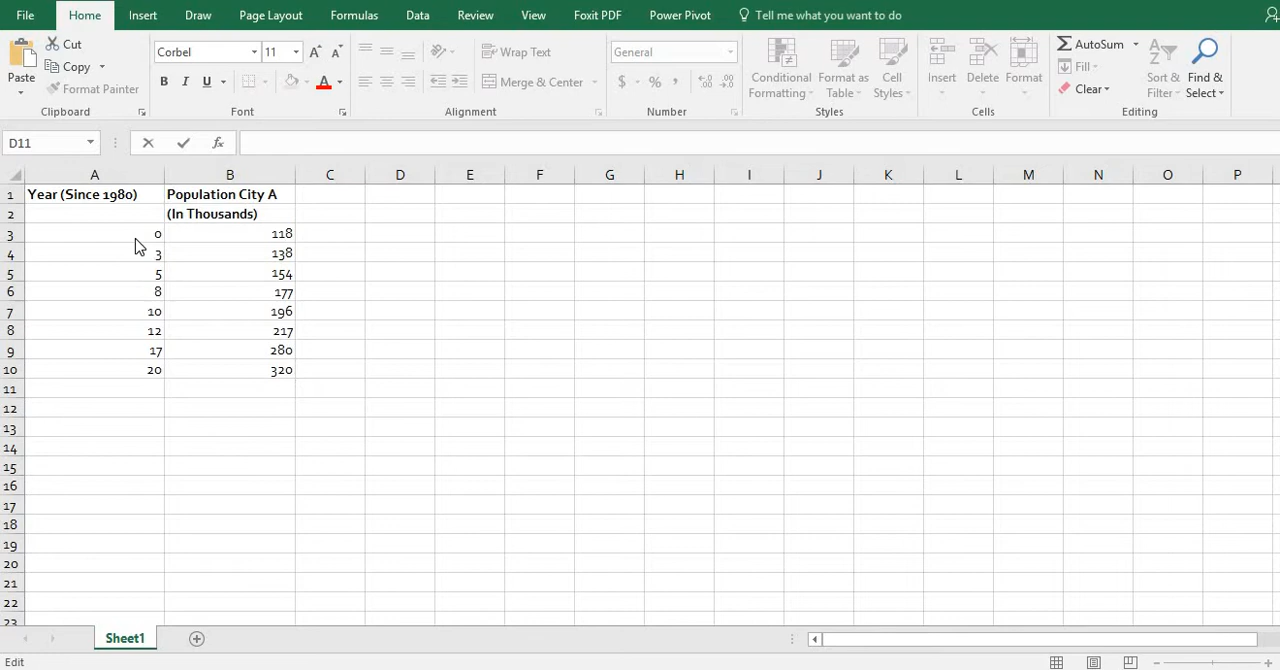 File Home Insert Draw Page Layout Formulas Data Review View Foxit PDF Power Pivot Tell me what you want to do
Paste
Cut
Copy
Format Painter
Clipboard
Corbel 11 A A
B I U A
Font
Wrap Text
Merge & Center
Alignment
General
$ % ,
Number
Conditional Formatting
Format as Table
Cell Styles
Styles
Insert Delete Format
Cells
AutoSum
Fill
Clear
Sort & Filter
Find & Select
Editing
D11 fx
A B C D E F G H I J K L M N O P
1 Year (Since 1980) Population City A
2 (In Thousands)
3 0 118
4 3 138
5 5 154
6 8 177
7 10 196
8 12 217
9 17 280
10 20 320
11
12
13
14
15
16
17
18
19
20
21
22
23
Sheet1
Edit